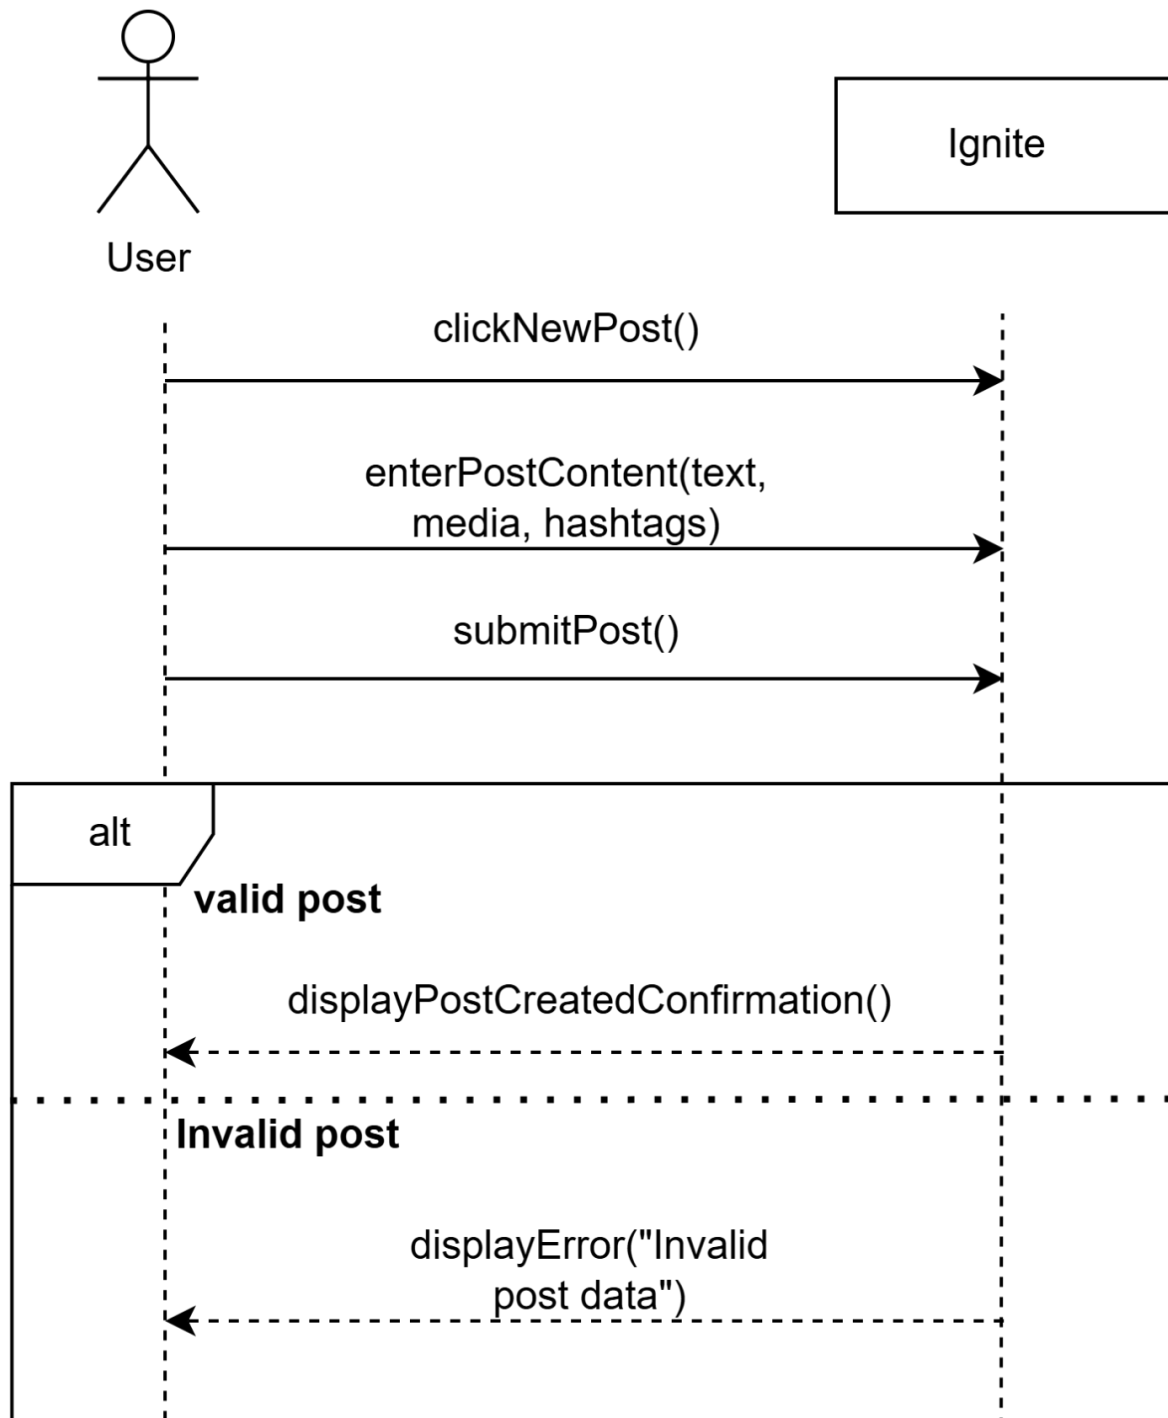 User
Ignite
clickNewPost()
enterPostContent(text,
media, hashtags)
submitPost()
alt
valid post
displayPostCreatedConfirmation()
Invalid post
displayError("Invalid
post data")